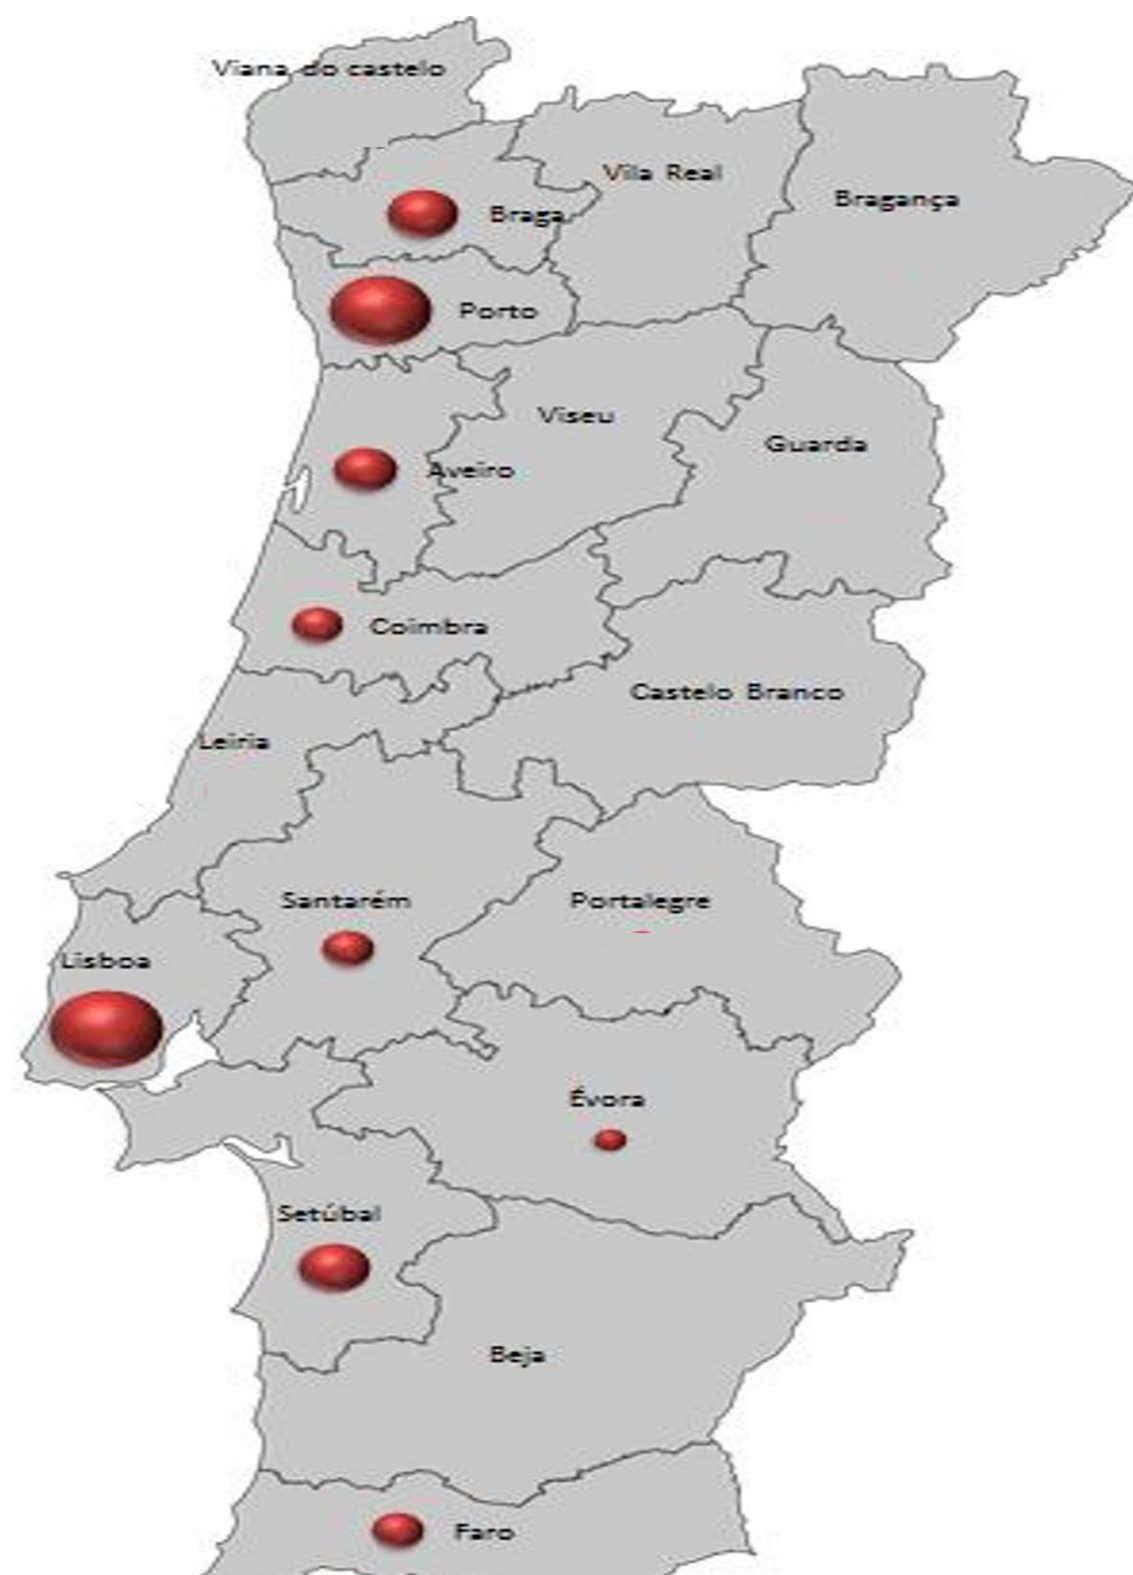 Viana do castelo
Vila Real
Bragança
Braga
Porto
Viseu
Guarda
Aveiro
Coimbra
Castelo Branco
Leiria
Santarém
Portalegre
Lisboa
Évora
Setúbal
Beja
Faro